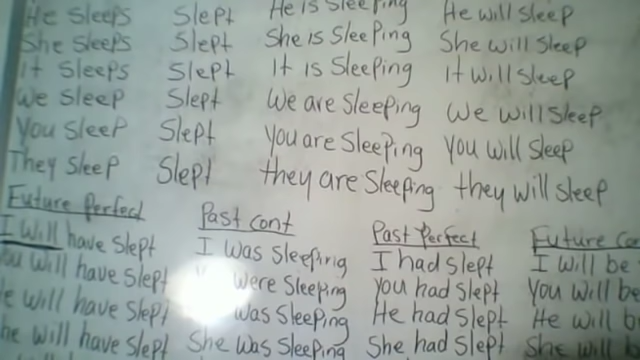 He sleeps Slept He is Sleeping He will sleep
She sleeps Slept She is Sleeping She will Sleep
It Sleeps Slept It is Sleeping It will Sleep
We sleep Slept We are Sleeping We will Sleep
You Sleep Slept You are Sleeping You will Sleep
They Sleep Slept they are Sleeping they will sleep
Future perfect Past cont Past Perfect Future
I will have slept I was Sleeping I had slept I will be
will have slept were Sleeping You had slept You will be
will have slept was Sleeping He had Slept He will
will have slept She was Sleeping She had Slept She will